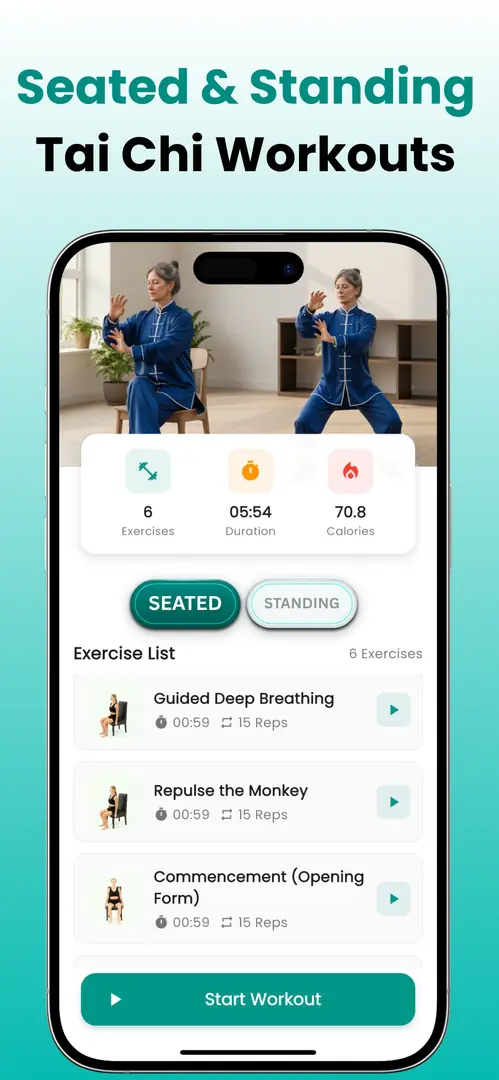 Seated & Standing
Tai Chi Workouts
6
Exercises
05:54
Duration
70.8
Calories
SEATED
STANDING
Exercise List
6 Exercises
Guided Deep Breathing
00:59
15 Reps
Repulse the Monkey
00:59
15 Reps
Commencement (Opening
Form)
00:59
15 Reps
Start Workout